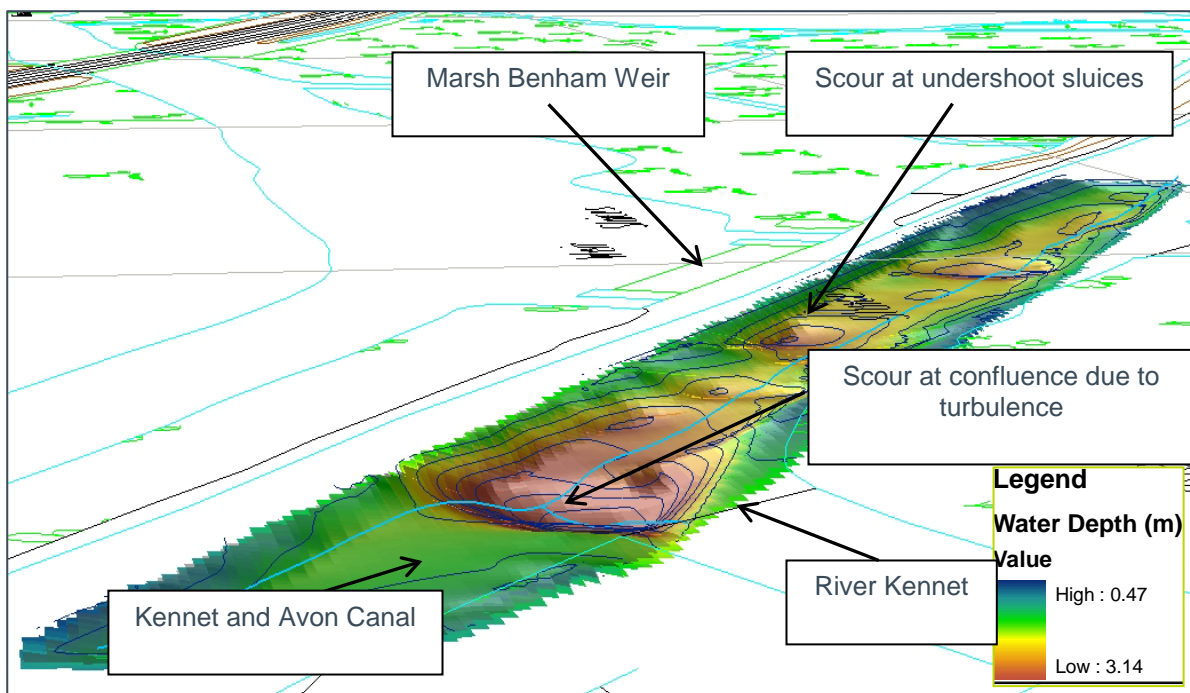 Marsh Benham Weir
Scour at undershoot sluices
Scour at confluence due to
turbulence
River Kennet
Kennet and Avon Canal
Legend
Water Depth (m)
Value
High : 0.47
Low : 3.14